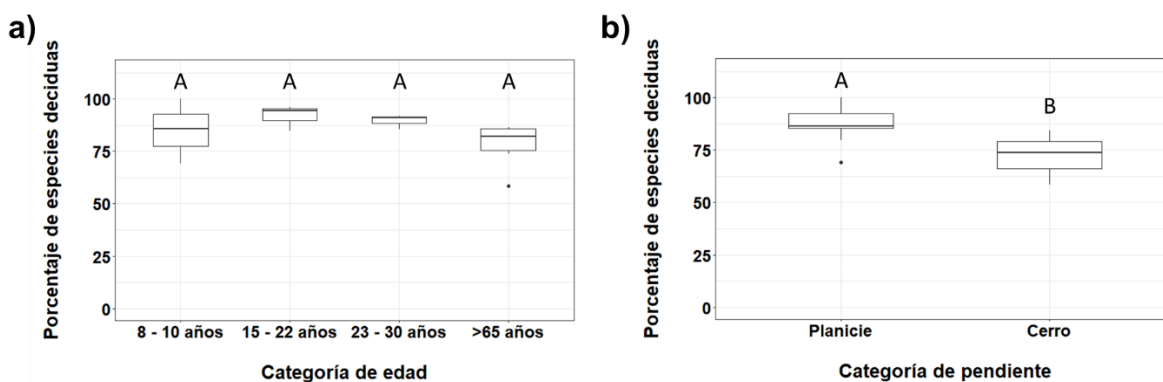 a)
Porcentaje de especies deciduas
100
75
50
25
0
A A A A
8 - 10 años 15 - 22 años 23 - 30 años >65 años
Categoría de edad
b)
Porcentaje de especies deciduas
100
75
50
25
0
A
B
Planicie Cerro
Categoría de pendiente